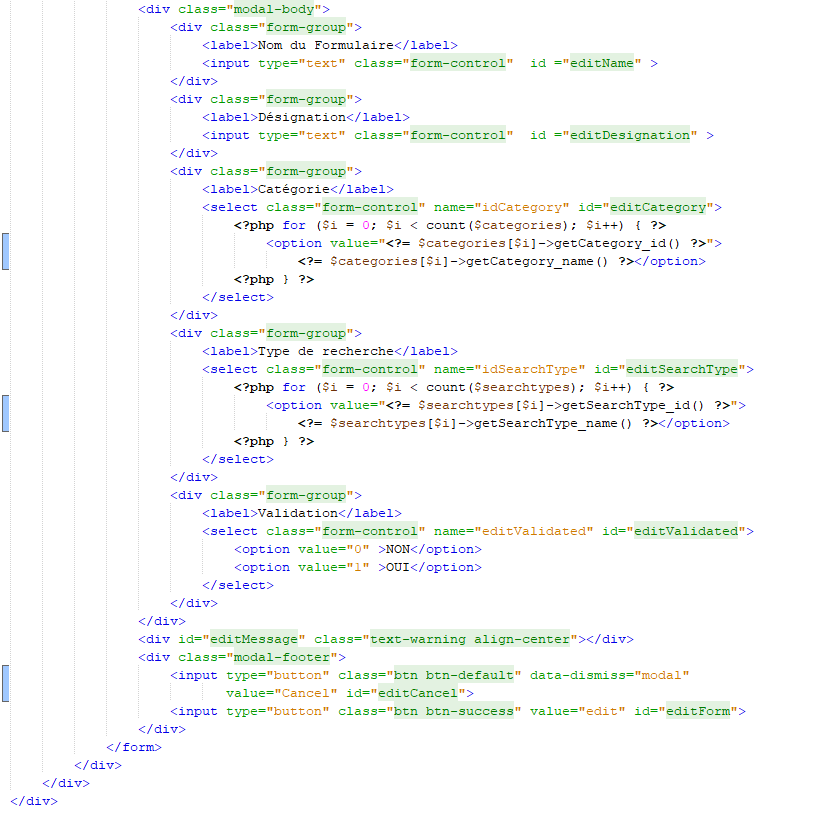 <div class="modal-body">
<div class="form-group">
<label>Nom du Formulaire</label>
<input type="text" class="form-control"  id ="editName" >
</div>
<div class="form-group">
<label>Désignation</label>
<input type="text" class="form-control"  id ="editDesignation" >
</div>
<div class="form-group">
<label>Catégorie</label>
<select class="form-control" name="idCategory" id="editCategory">
<?php for ($i = 0; $i < count($categories); $i++) { ?>
<option value="<?= $categories[$i]->getCategory_id() ?>">
<?= $categories[$i]->getCategory_name() ?></option>
<?php } ?>
</select>
</div>
<div class="form-group">
<label>Type de recherche</label>
<select class="form-control" name="idSearchType" id="editSearchType">
<?php for ($i = 0; $i < count($searchtypes); $i++) { ?>
<option value="<?= $searchtypes[$i]->getSearchType_id() ?>">
<?= $searchtypes[$i]->getSearchType_name() ?></option>
<?php } ?>
</select>
</div>
<div class="form-group">
<label>Validation</label>
<select class="form-control" name="editValidated" id="editValidated">
<option value="0" >NON</option>
<option value="1" >OUI</option>
</select>
</div>
</div>
<div id="editMessage" class="text-warning align-center"></div>
<div class="modal-footer">
<input type="button" class="btn btn-default" data-dismiss="modal"
value="Cancel" id="editCancel">
<input type="button" class="btn btn-success" value="edit" id="editForm">
</div>
</form>
</div>
</div>
</div>